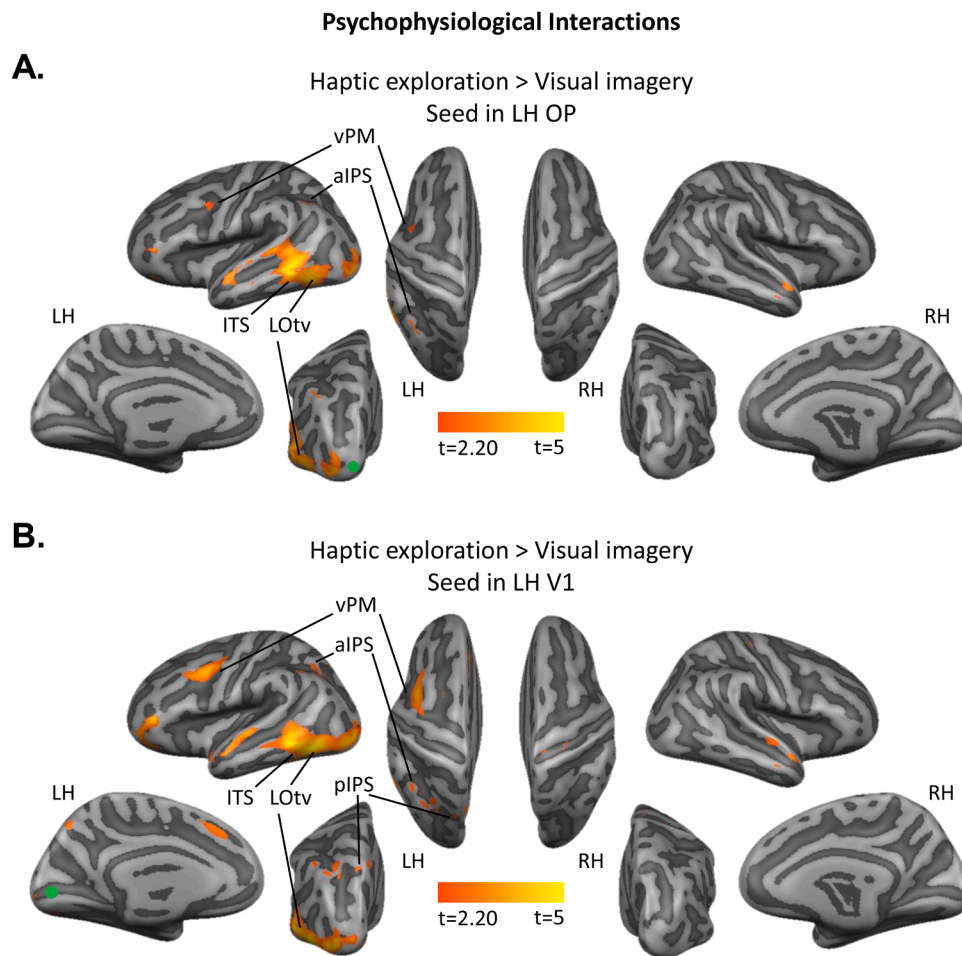 Psychophysiological Interactions
A.
Haptic exploration > Visual imagery
Seed in LH OP
vPM
aIPS
ITS LOtv
LH
RH
LH
RH
t=2.20 t=5
B.
Haptic exploration > Visual imagery
Seed in LH V1
vPM
aIPS
ITS LOtv pIPS
LH
RH
LH
RH
t=2.20 t=5